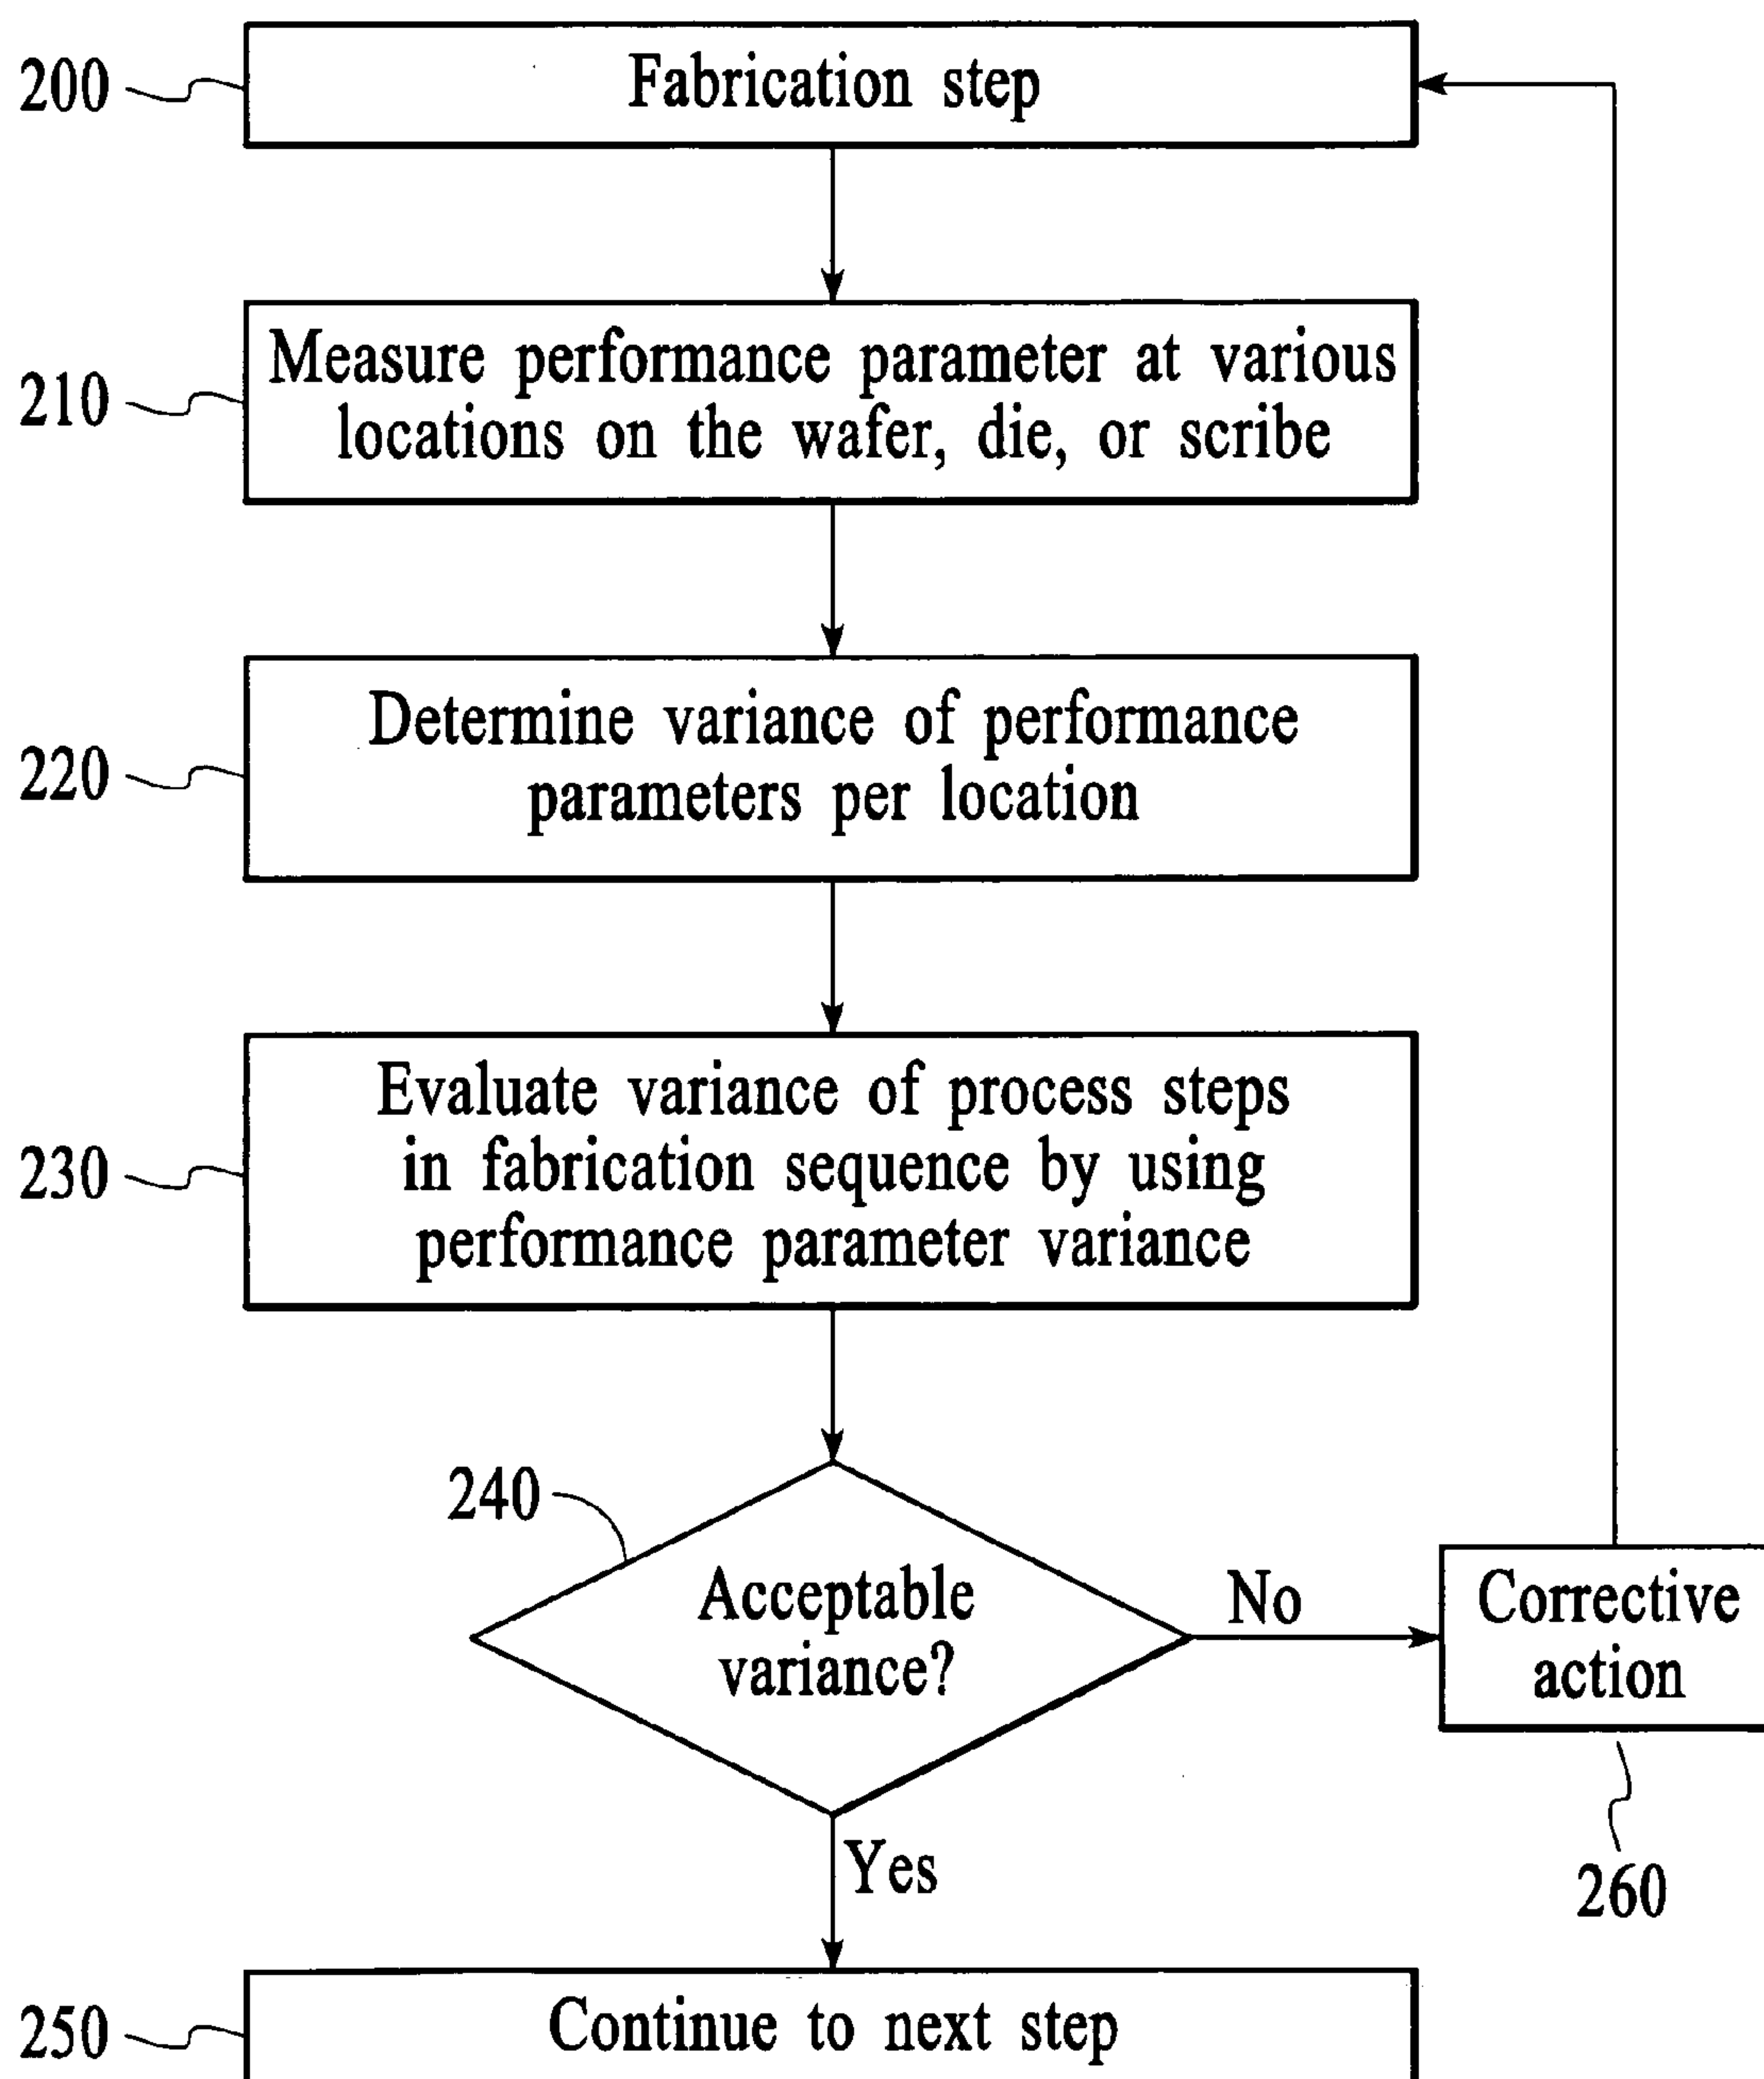 200
Fabrication step
210
Measure performance parameter at various
locations on the wafer, die, or scribe
220
Determine variance of performance
parameters per location
230
Evaluate variance of process steps
in fabrication sequence by using
performance parameter variance
240
Acceptable
variance?
No
Corrective
action
Yes
260
250
Continue to next step